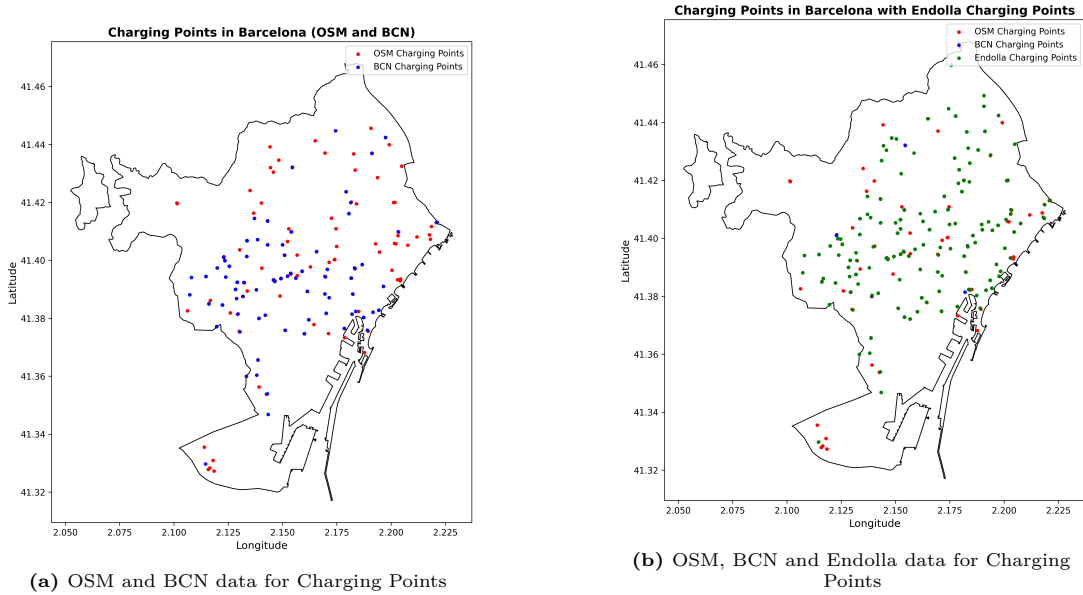 Charging Points in Barcelona (OSM and BCN)
OSM Charging Points
BCN Charging Points
41.46
41.44
41.42
41.40
41.38
41.36
41.34
41.32
Latitude
2.050
2.075
2.100
2.125
2.150
2.175
2.200
2.225
Longitude
(a) OSM and BCN data for Charging Points
Charging Points in Barcelona with Endolla Charging Points
OSM Charging Points
BCN Charging Points
Endolla Charging Points
41.46
41.44
41.42
41.40
41.38
41.36
41.34
41.32
Latitude
2.050
2.075
2.100
2.125
2.150
2.175
2.200
2.225
Longitude
(b) OSM, BCN and Endolla data for Charging
Points